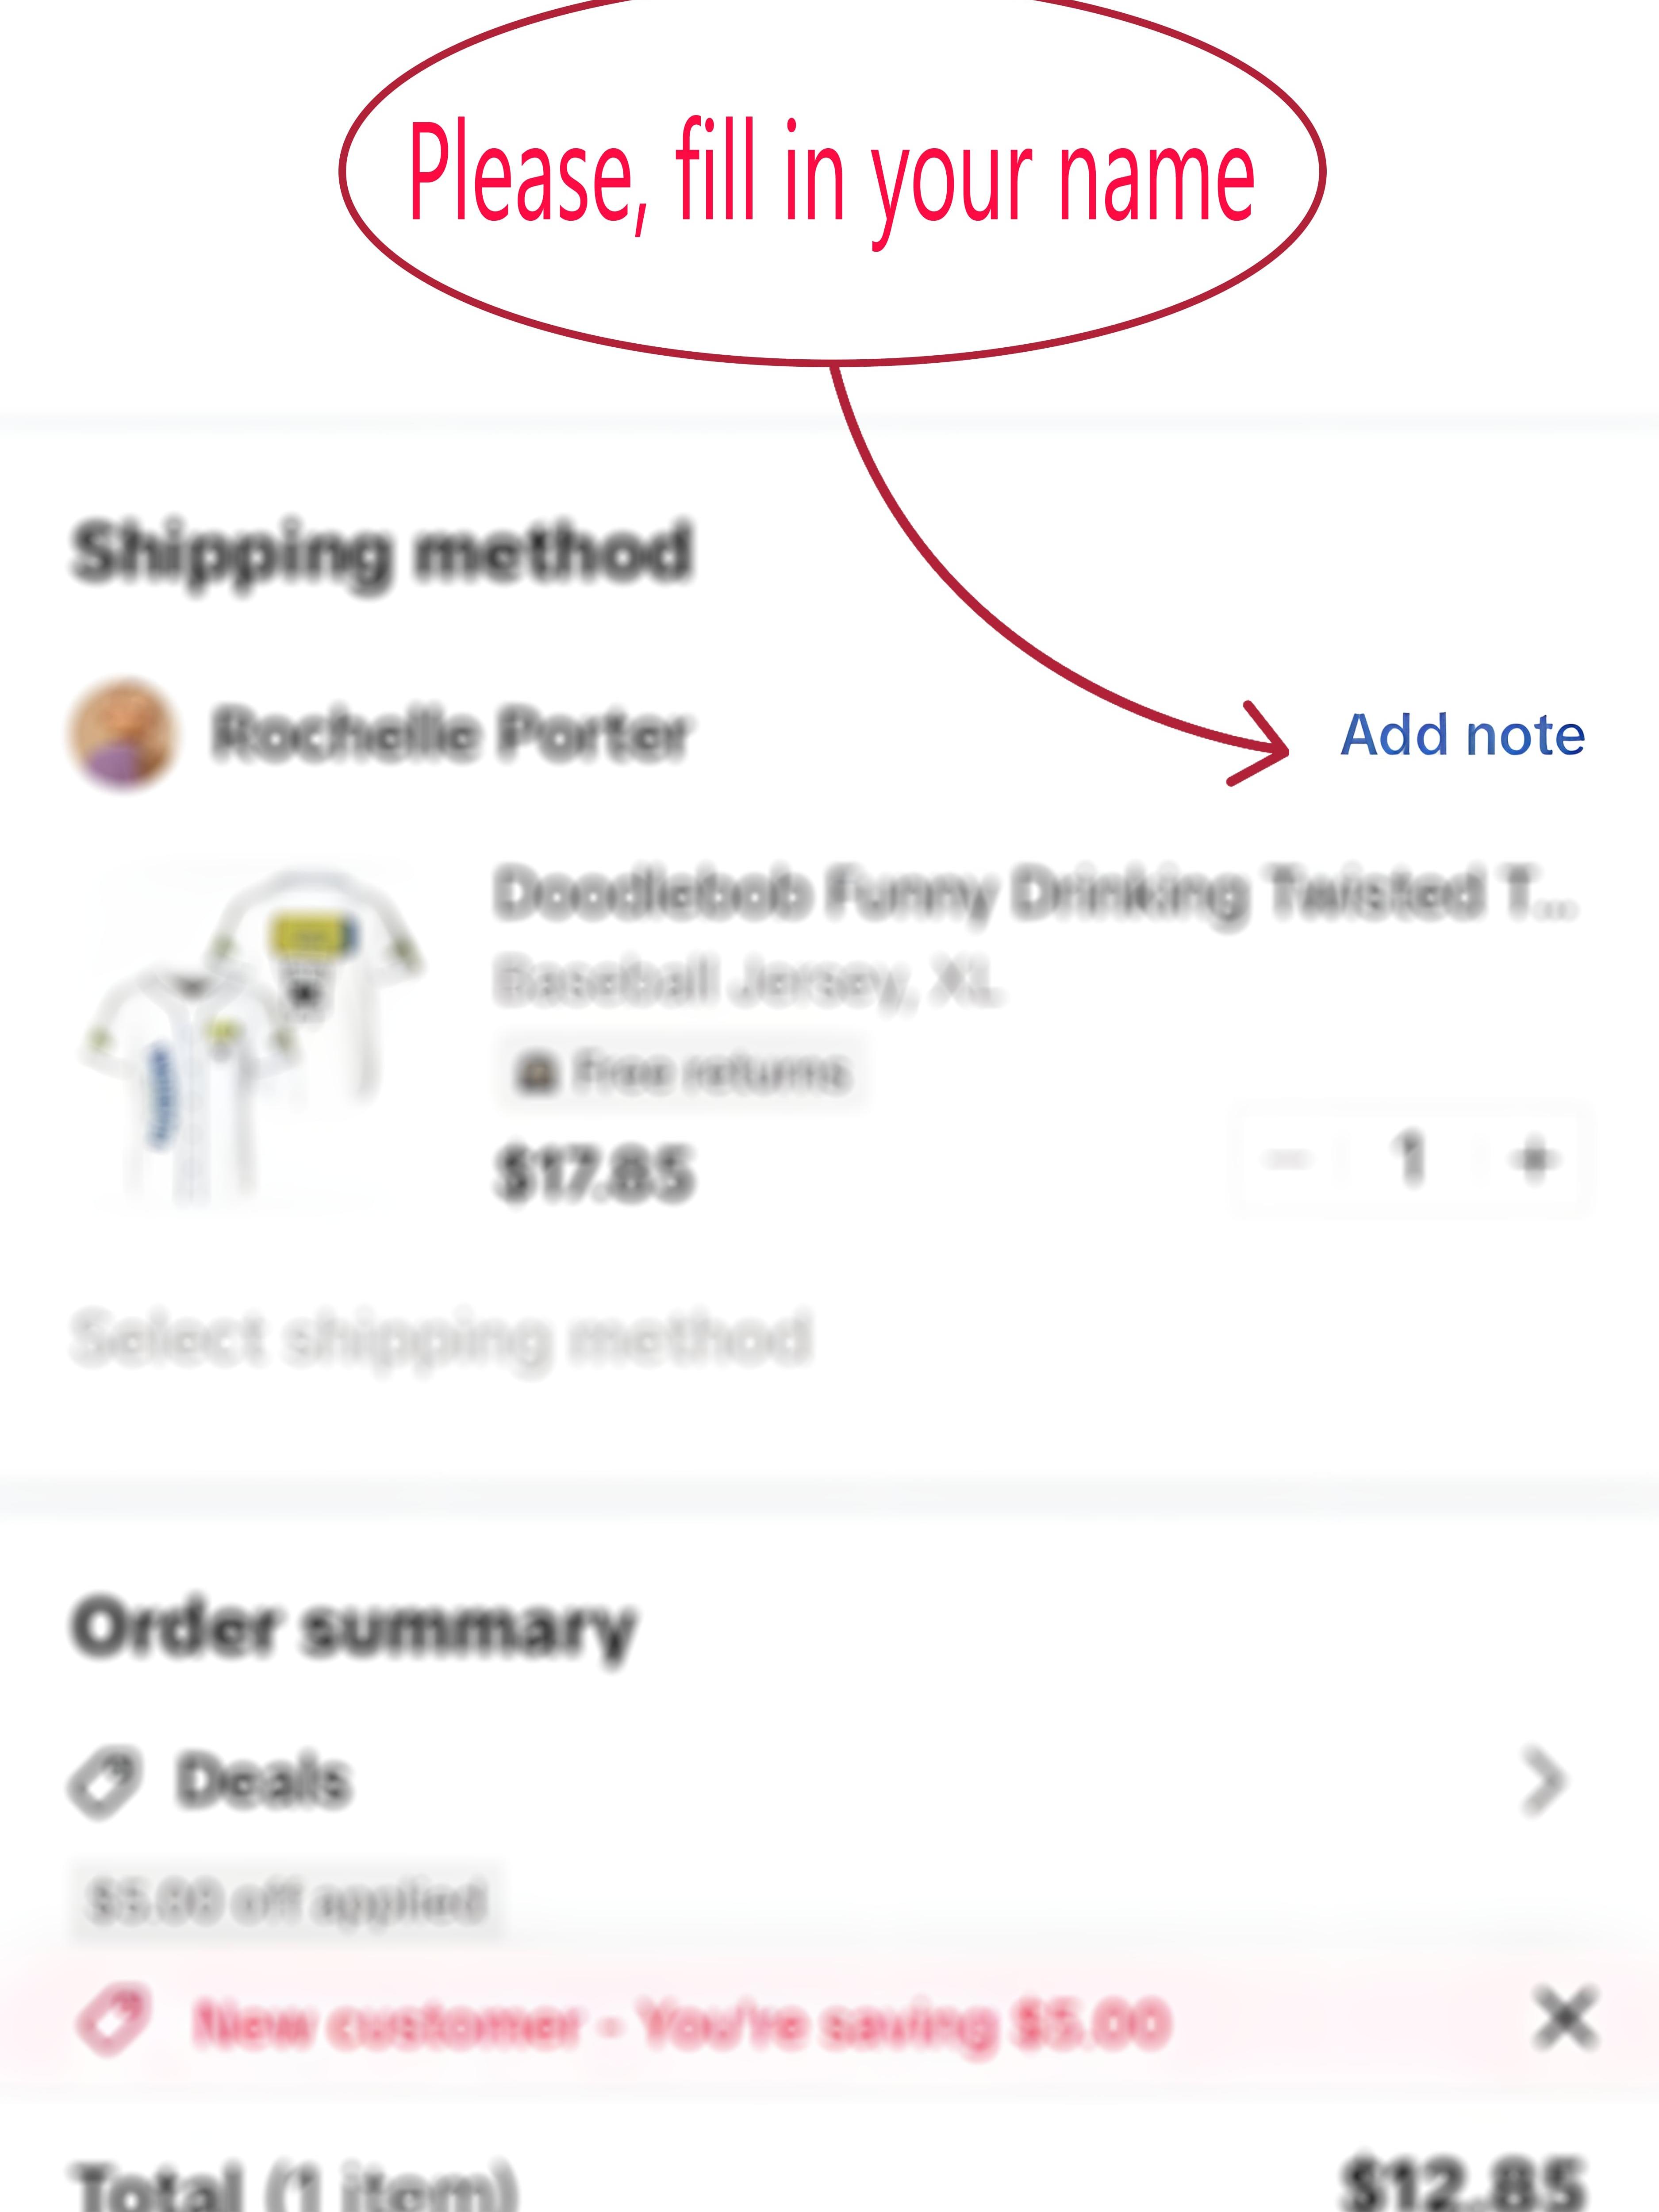 Please, fill in your name
Shipping method
Rochelle Porter
Add note
Doodlebob Funny Drinking Twisted T...
Baseball Jersey, XL
Free returns
$17.85
1
Select shipping method
Order summary
Deals
$5.00 off applied
New customer - You're saving $5.00
Total (1 item)
$12.85